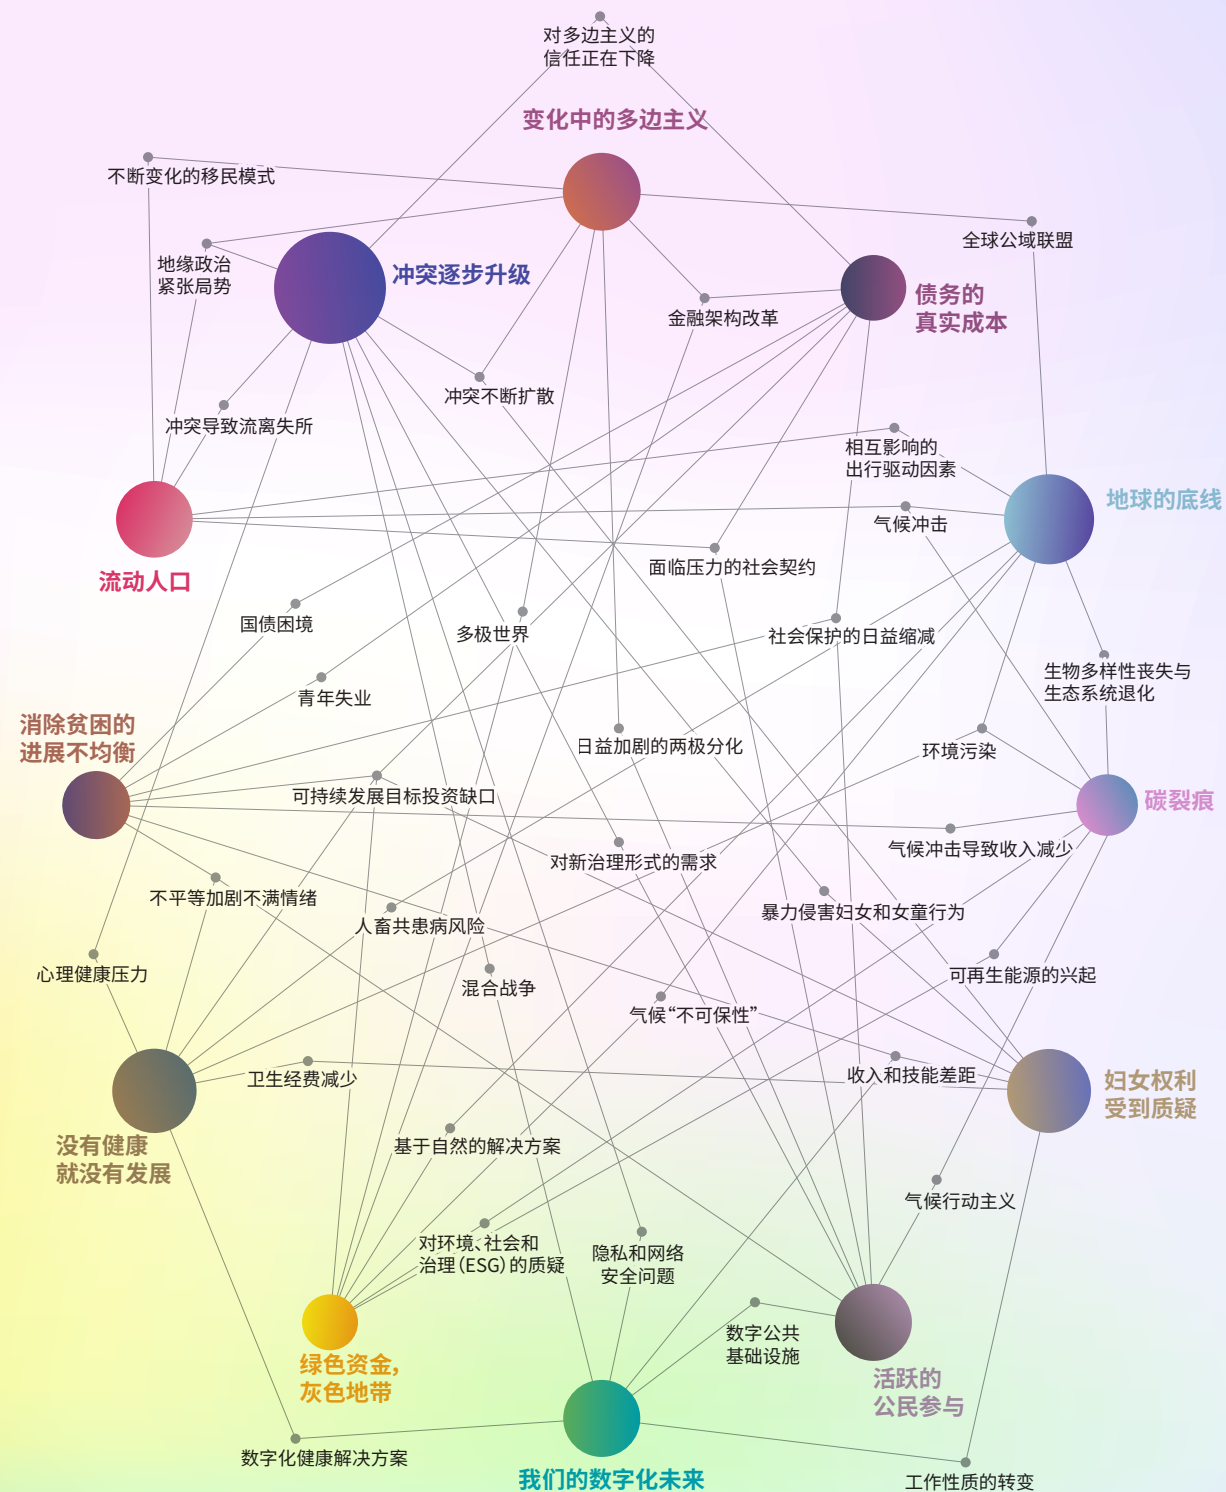 对多边主义的
信任正在下降
变化中的多边主义
不断变化的移民模式
全球公域联盟
地缘政治
紧张局势
冲突逐步升级
债务的
真实成本
金融架构改革
冲突不断扩散
冲突导致流离失所
相互影响的
出行驱动因素
地球的底线
气候冲击
面临压力的社会契约
流动人口
国债困境
多极世界
社会保护的日益缩减
生物多样性丧失与
生态系统退化
青年失业
消除贫困的
进展不均衡
日益加剧的两极分化
环境污染
可持续发展目标投资缺口
碳裂痕
气候冲击导致收入减少
对新治理形式的需求
不平等加剧不满情绪
暴力侵害妇女和女童行为
人畜共患病风险
心理健康压力
混合战争
可再生能源的兴起
气候“不可保性”
卫生经费减少
收入和技能差距
妇女权利
受到质疑
没有健康
就没有发展
基于自然的解决方案
气候行动主义
对环境、社会和
治理(ESG)的质疑
隐私和网络
安全问题
数字公共
基础设施
绿色资金，
灰色地带
活跃的
公民参与
数字化健康解决方案
我们的数字化未来
工作性质的转变